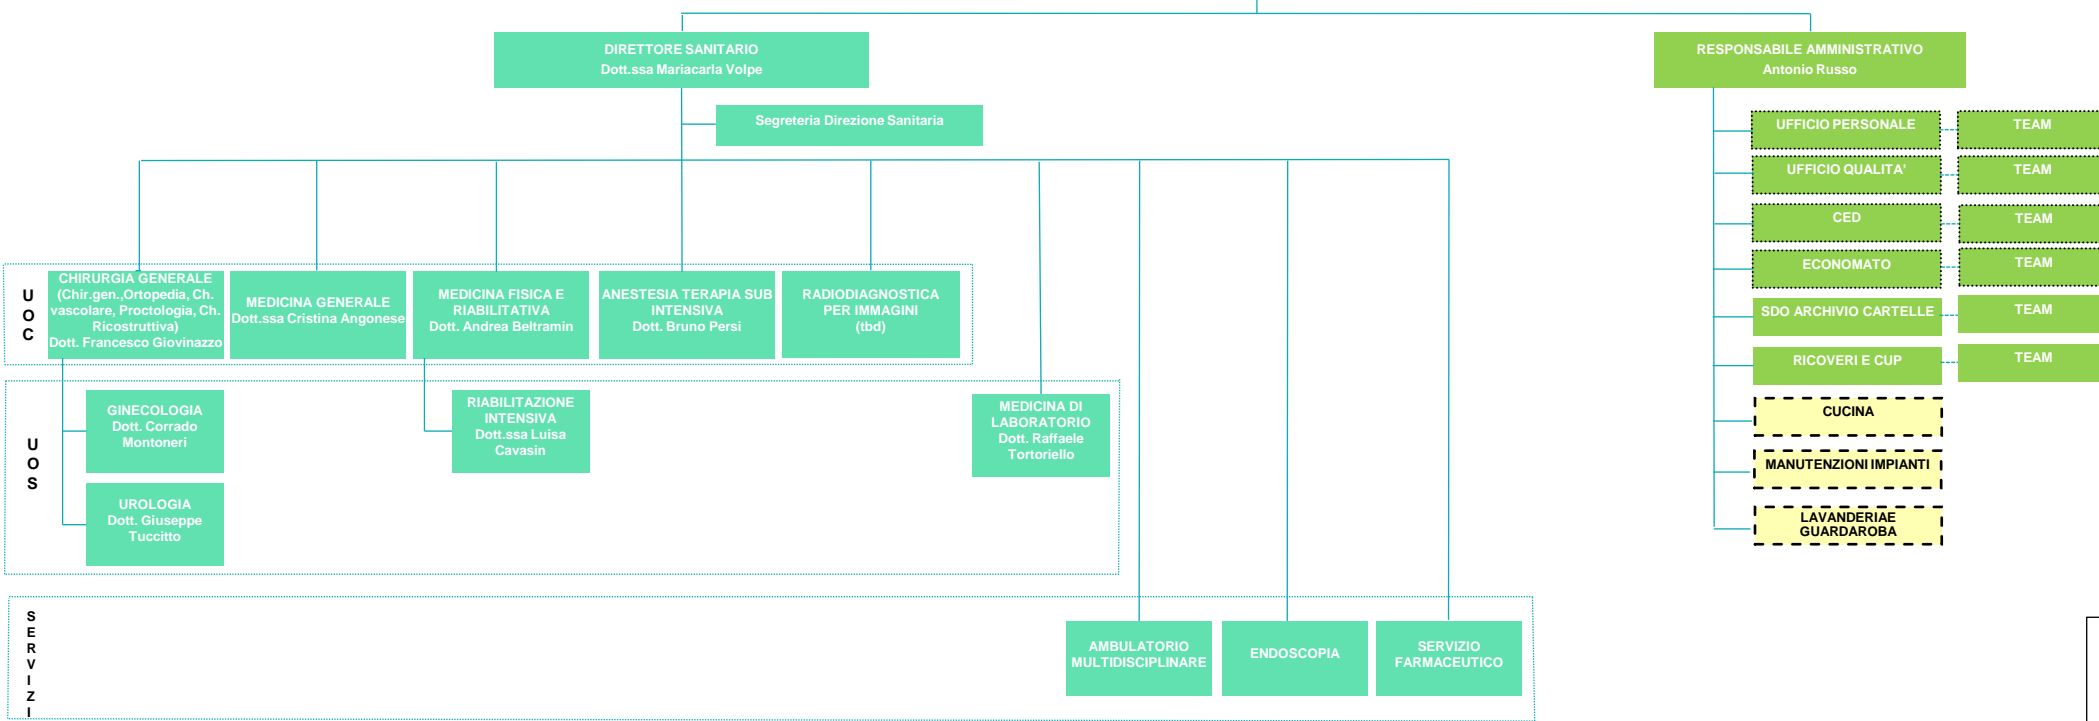 DIRETTORE SANITARIO
Dott.ssa Mariacarla Volpe
RESPONSABILE AMMINISTRATIVO
Antonio Russo
Segreteria Direzione Sanitaria
UFFICIO PERSONALE
TEAM
UFFICIO QUALITA'
TEAM
CED
TEAM
ECONOMATO
TEAM
SDO ARCHIVIO CARTELLE
TEAM
RICOVERI E CUP
TEAM
CUCINA
MANUTENZIONI IMPIANTI
LAVANDERIAE
GUARDAROBA
UOC
CHIRURGIA GENERALE
(Chir.gen.,Ortopedia, Ch.
vascolare, Proctologia, Ch.
Ricostruttiva)
Dott. Francesco Giovinazzo
MEDICINA GENERALE
Dott.ssa Cristina Angonese
MEDICINA FISICA E
RIABILITATIVA
Dott. Andrea Beltramin
ANESTESIA TERAPIA SUB
INTENSIVA
Dott. Bruno Persi
RADIODIAGNOSTICA
PER IMMAGINI
(tbd)
UOS
GINECOLOGIA
Dott. Corrado
Montoneri
RIABILITAZIONE
INTENSIVA
Dott.ssa Luisa
Cavasin
MEDICINA DI
LABORATORIO
Dott. Raffaele
Tortoriello
UROLOGIA
Dott. Giuseppe
Tuccitto
SERVIZI
AMBULATORIO
MULTIDISCIPLINARE
ENDOSCOPIA
SERVIZIO
FARMACEUTICO